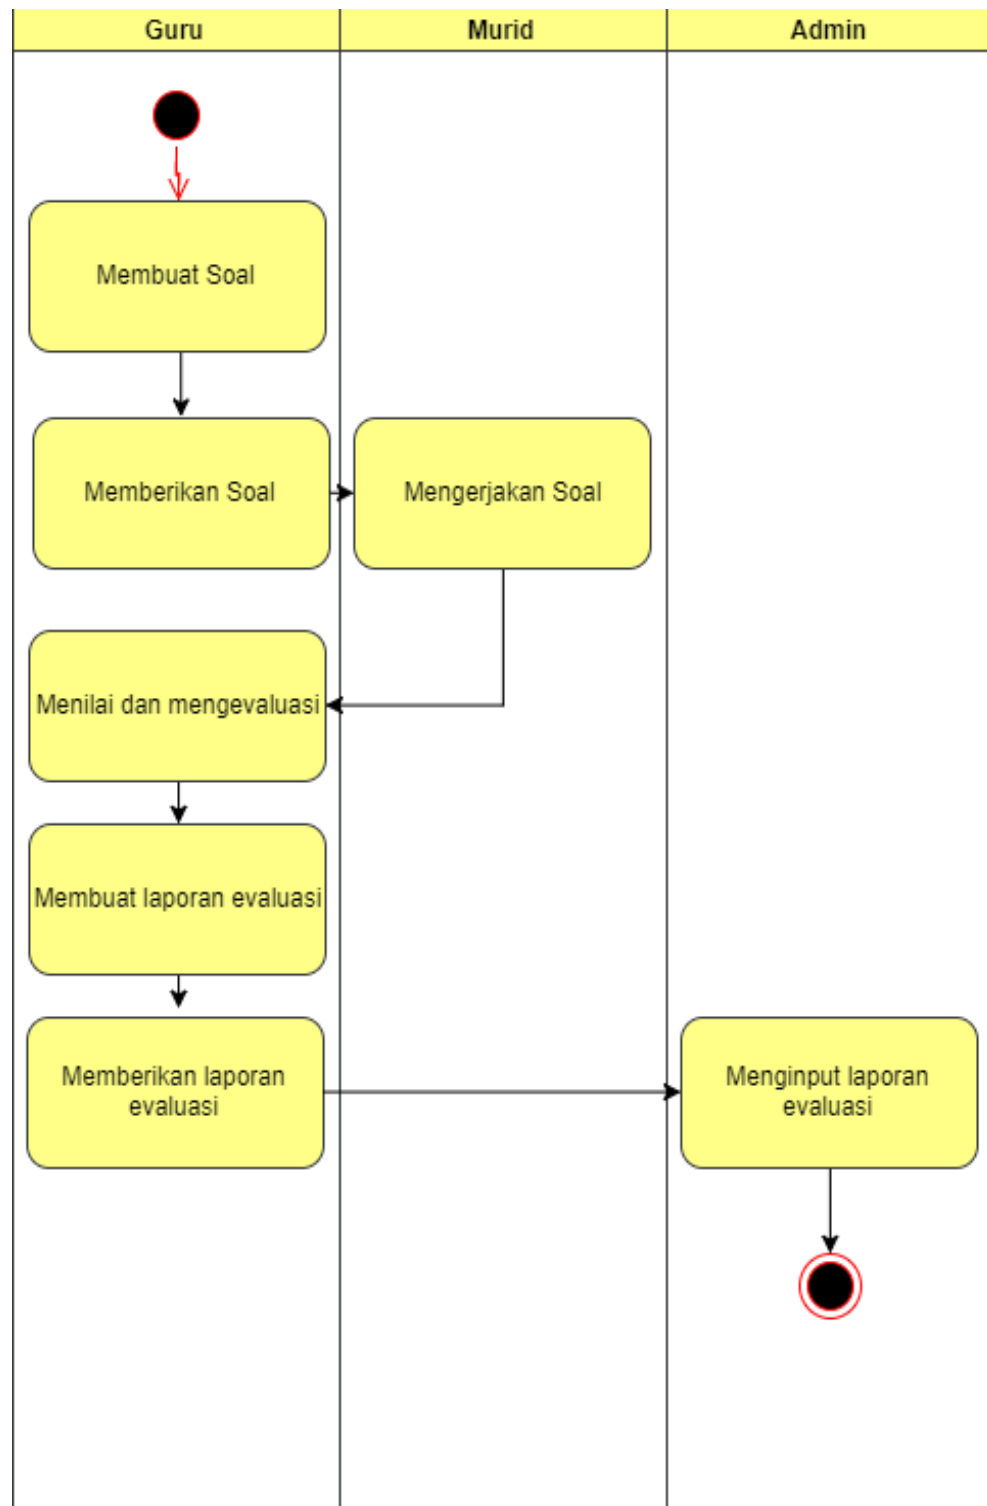 Guru
Murid
Admin
Membuat Soal
Memberikan Soal
Mengerjakan Soal
Menilai dan mengevaluasi
Membuat laporan evaluasi
Memberikan laporan
evaluasi
Menginput laporan
evaluasi